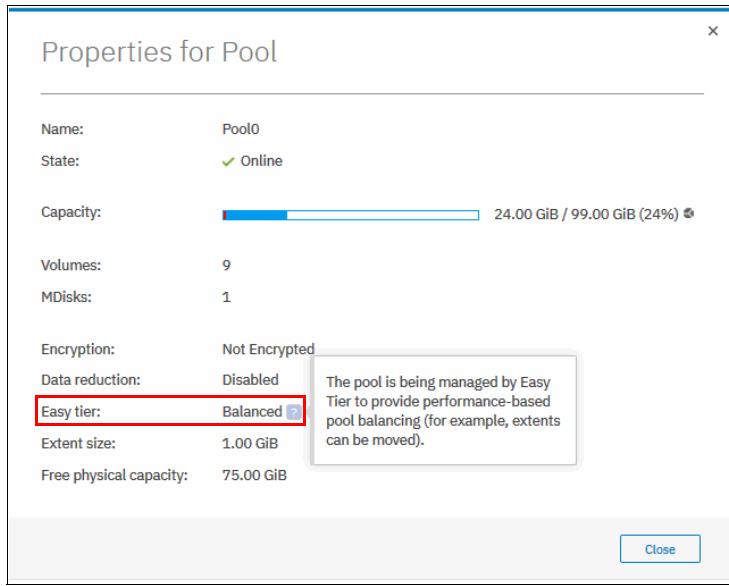 Properties for Pool
Name: Pool0
State: Online
Capacity: 24.00 GiB / 99.00 GiB (24%)
Volumes: 9
MDisks: 1
Encryption: Not Encrypted
Data reduction: Disabled
Easy tier: Balanced ?
Extent size: 1.00 GiB
Free physical capacity: 75.00 GiB
The pool is being managed by Easy
Tier to provide performance-based
pool balancing (for example, extents
can be moved).
Close